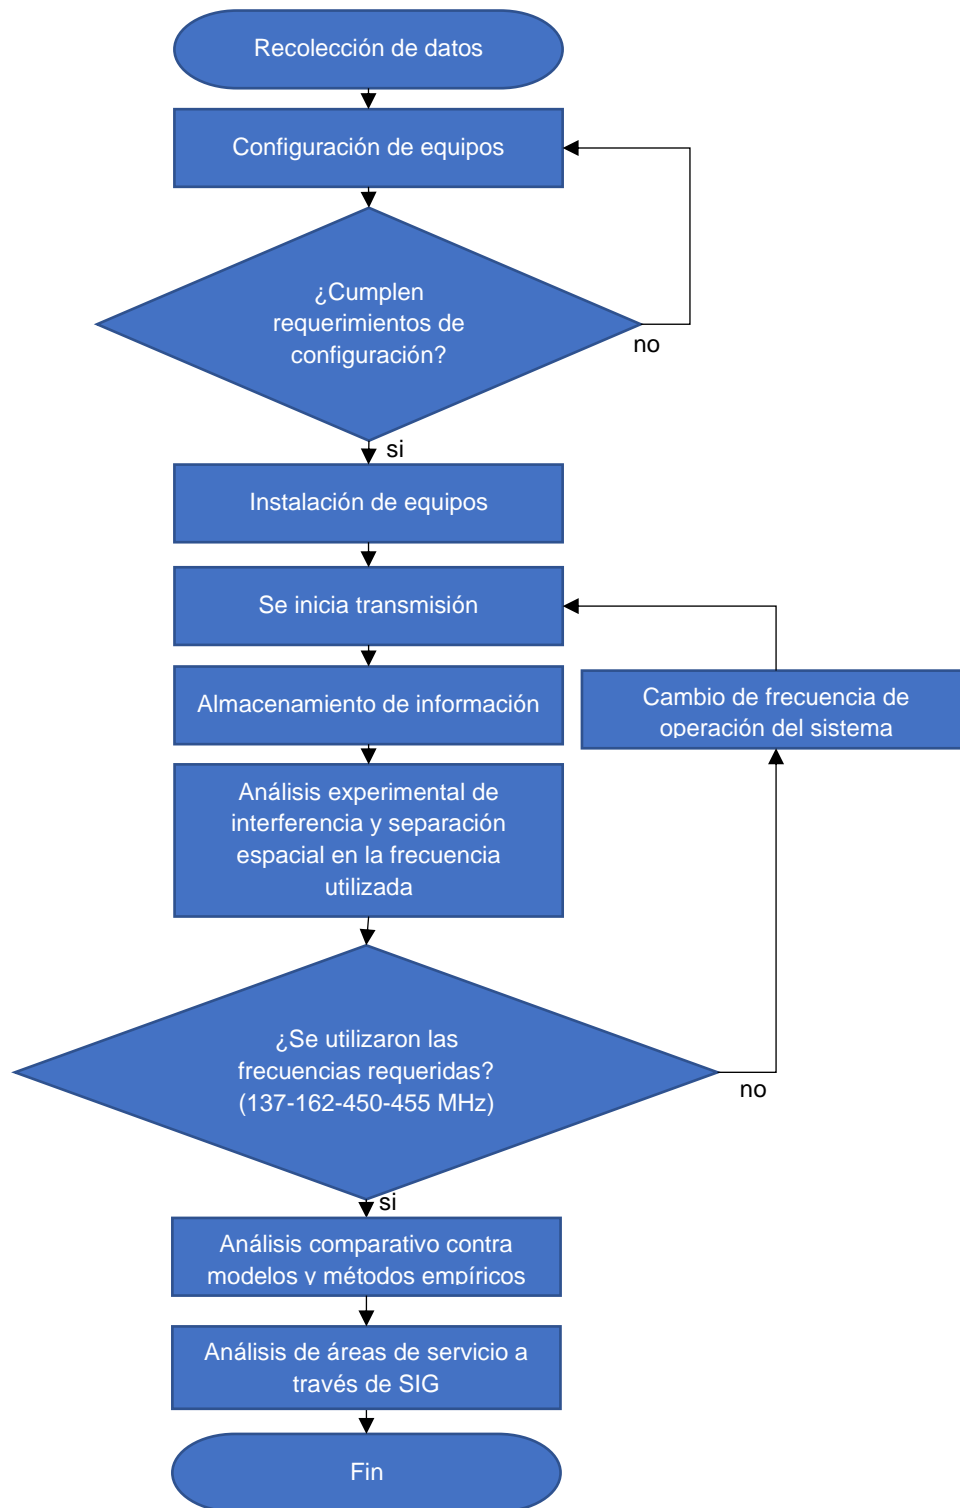 Recolección de datos
Configuración de equipos
¿Cumplen
requerimientos de
configuración?
no
si
Instalación de equipos
Se inicia transmisión
Almacenamiento de información
Cambio de frecuencia de
operación del sistema
Análisis experimental de
interferencia y separación
espacial en la frecuencia
utilizada
¿Se utilizaron las
frecuencias requeridas?
(137-162-450-455 MHz)
no
si
Análisis comparativo contra
modelos y métodos empíricos
Análisis de áreas de servicio a
través de SIG
Fin